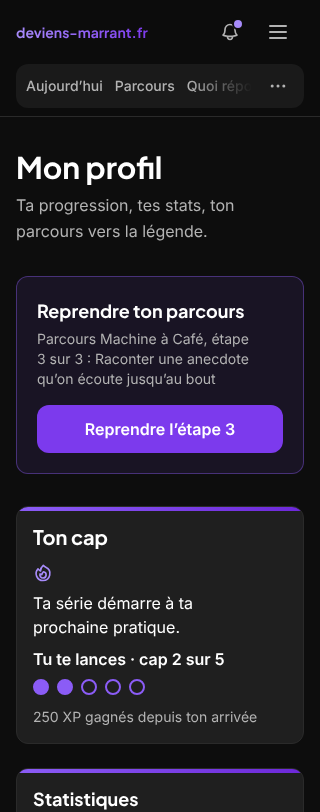 deviens-marrant.fr
Aujourd’hui Parcours Quoi répo
Mon profil
Ta progression, tes stats, ton
parcours vers la légende.
Reprendre ton parcours
Parcours Machine à Café, étape
3 sur 3 : Raconter une anecdote
qu’on écoute jusqu’au bout
Reprendre l’étape 3
Ton cap
Ta série démarre à ta
prochaine pratique.
Tu te lances · cap 2 sur 5
250 XP gagnés depuis ton arrivée
Statistiques